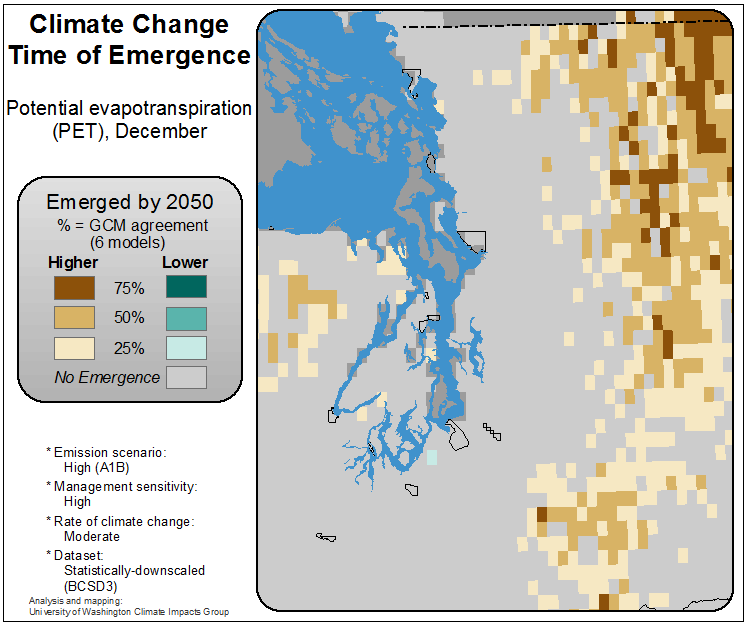 Climate Change
Time of Emergence
Potential evapotranspiration
(PET), December
Emerged by 2050
% = GCM agreement
(6 models)
Higher Lower
75%
50%
25%
No Emergence
* Emission scenario:
High (A1B)
* Management sensitivity:
High
* Rate of climate change:
Moderate
* Dataset:
Statistically-downscaled
(BCSD3)
Analysis and mapping:
University of Washington Climate Impacts Group